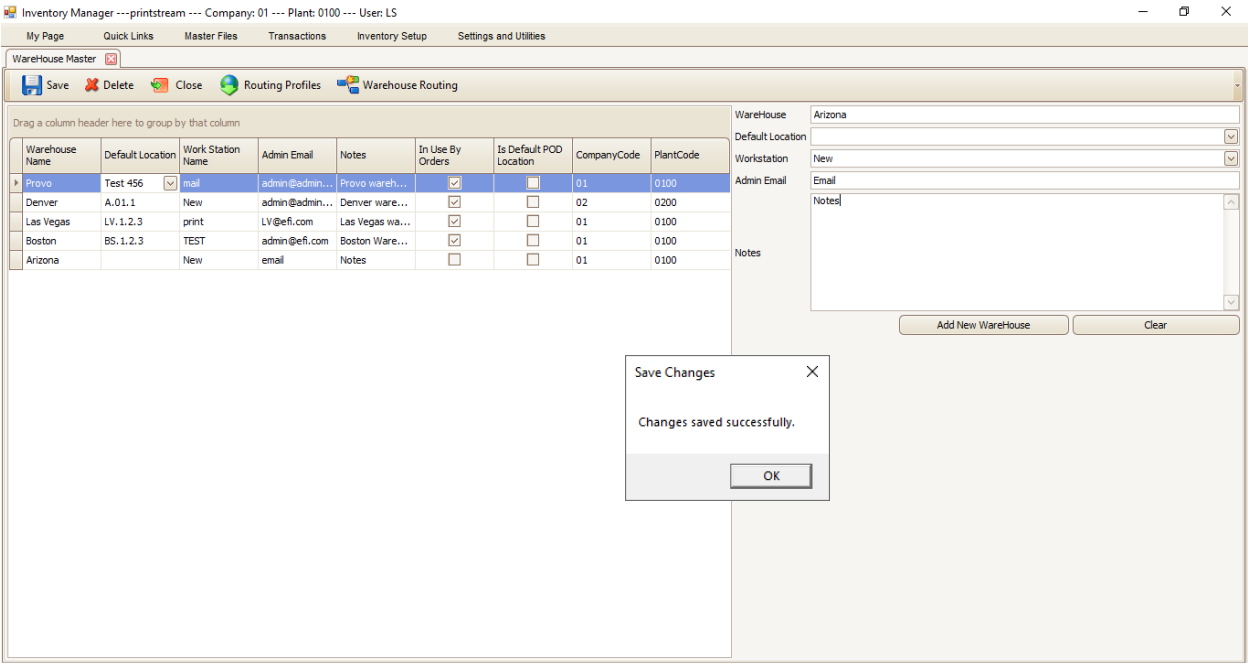 Inventory Manager ---printstream --- Company: 01 --- Plant: 0100 --- User: LS
My Page Quick Links Master Files Transactions Inventory Setup Settings and Utilities
WareHouse Master
Save Delete Close Routing Profiles Warehouse Routing
Drag a column header here to group by that column
Warehouse Name Default Location Work Station Name Admin Email Notes In Use By Orders Is Default POD Location CompanyCode PlantCode
Provo Test 456 mail admin@admin... Provo wareh... 01 0100
Denver A.01.1 New admin@admin... Denver ware... 02 0200
Las Vegas LV.1.2.3 print LV@efi.com Las Vegas wa... 01 0100
Boston BS.1.2.3 TEST admin@efi.com Boston Ware... 01 0100
Arizona New email Notes 01 0100
WareHouse Arizona
Default Location
Workstation New
Admin Email Email
Notes Notes
Add New WareHouse Clear
Save Changes
Changes saved successfully.
OK